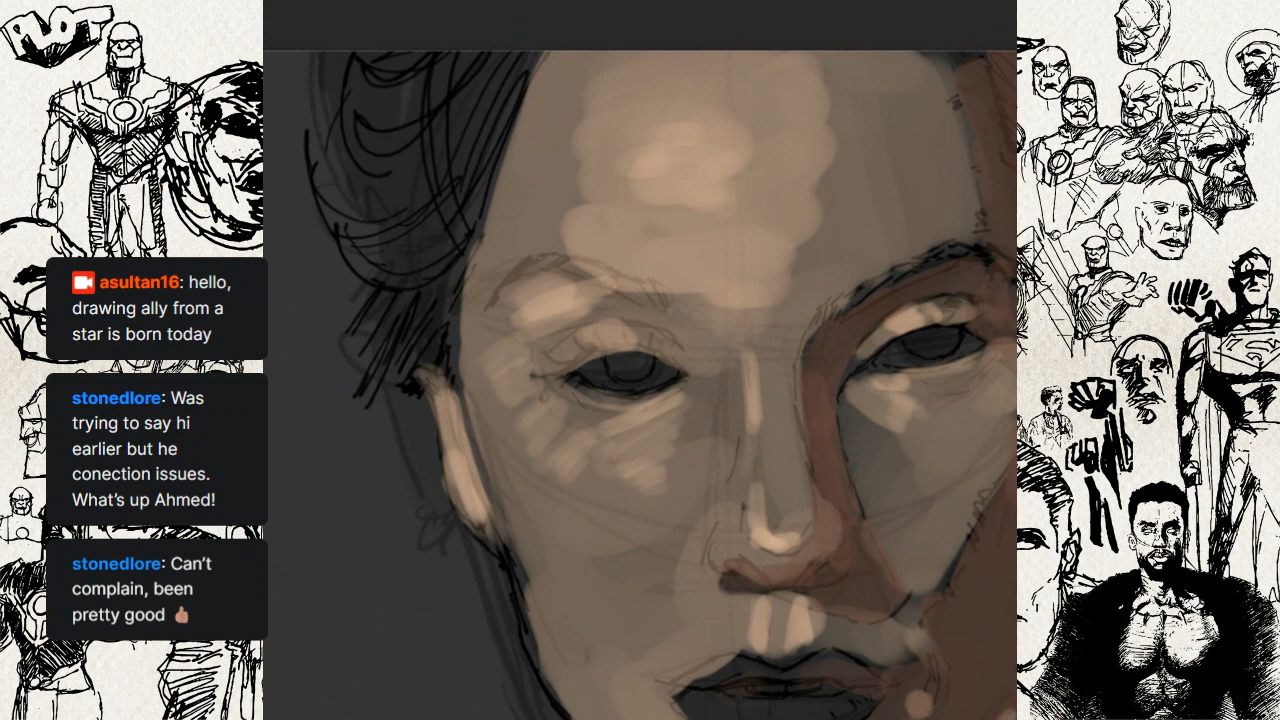 PLOT
asultan16: hello,
drawing ally from a
star is born today
stonedlore: Was
trying to say hi
earlier but he
conection issues.
What's up Ahmed!
stonedlore: Can't
complain, been
pretty good 👍🏽